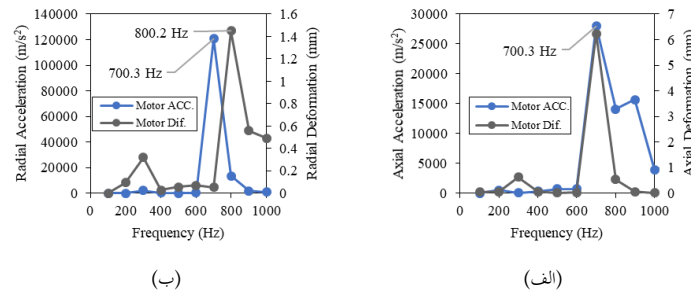 140000
120000
100000
80000
60000
40000
20000
0
Radial Acceleration (m/s²)
1.6
1.4
1.2
1
0.8
0.6
0.4
0.2
0
Radial Deformation (mm)
800.2 Hz
700.3 Hz
Motor ACC.
Motor Dif.
0 200 400 600 800 1000
Frequency (Hz)
(ب)
30000
25000
20000
15000
10000
5000
0
Axial Acceleration (m/s²)
7
6
5
4
3
2
1
0
Axial Deformation (mm)
700.3 Hz
Motor ACC.
Motor Dif.
0 200 400 600 800 1000
Frequency (Hz)
(الف)